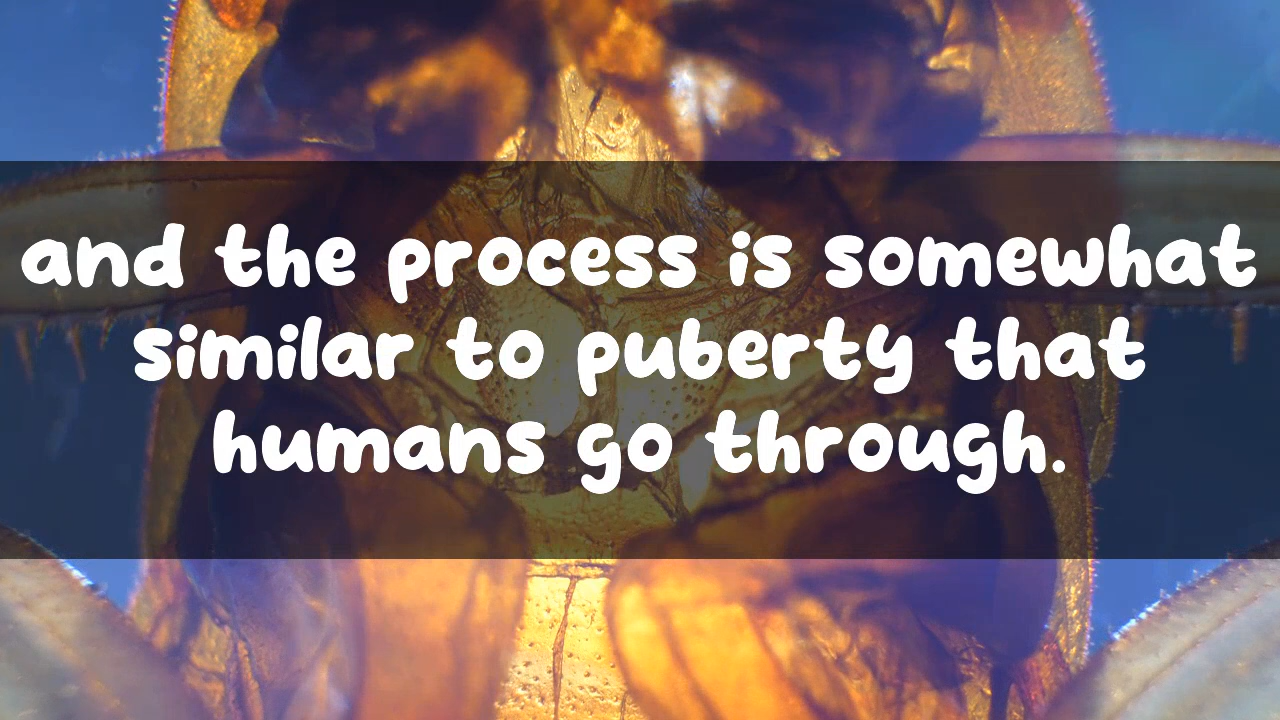 and the process is somewhat
similar to puberty that
humans go through.